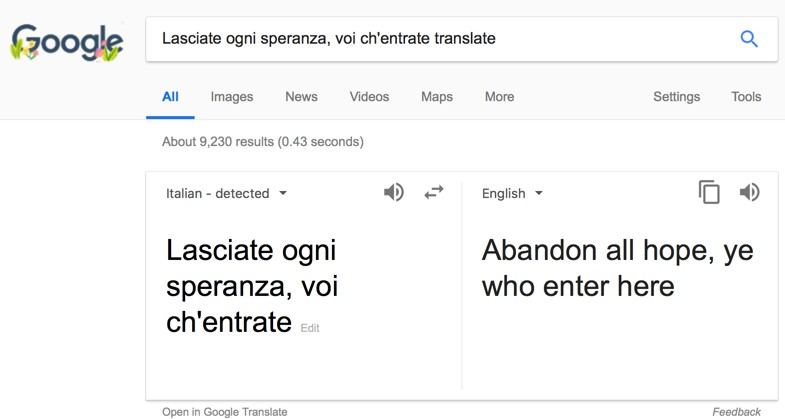 Google
Lasciate ogni speranza, voi ch'entrate translate
All Images News Videos Maps More Settings Tools
About 9,230 results (0.43 seconds)
Italian - detected
Lasciate ogni
speranza, voi
ch'entrate Edit
English
Abandon all hope, ye
who enter here
Open in Google Translate
Feedback